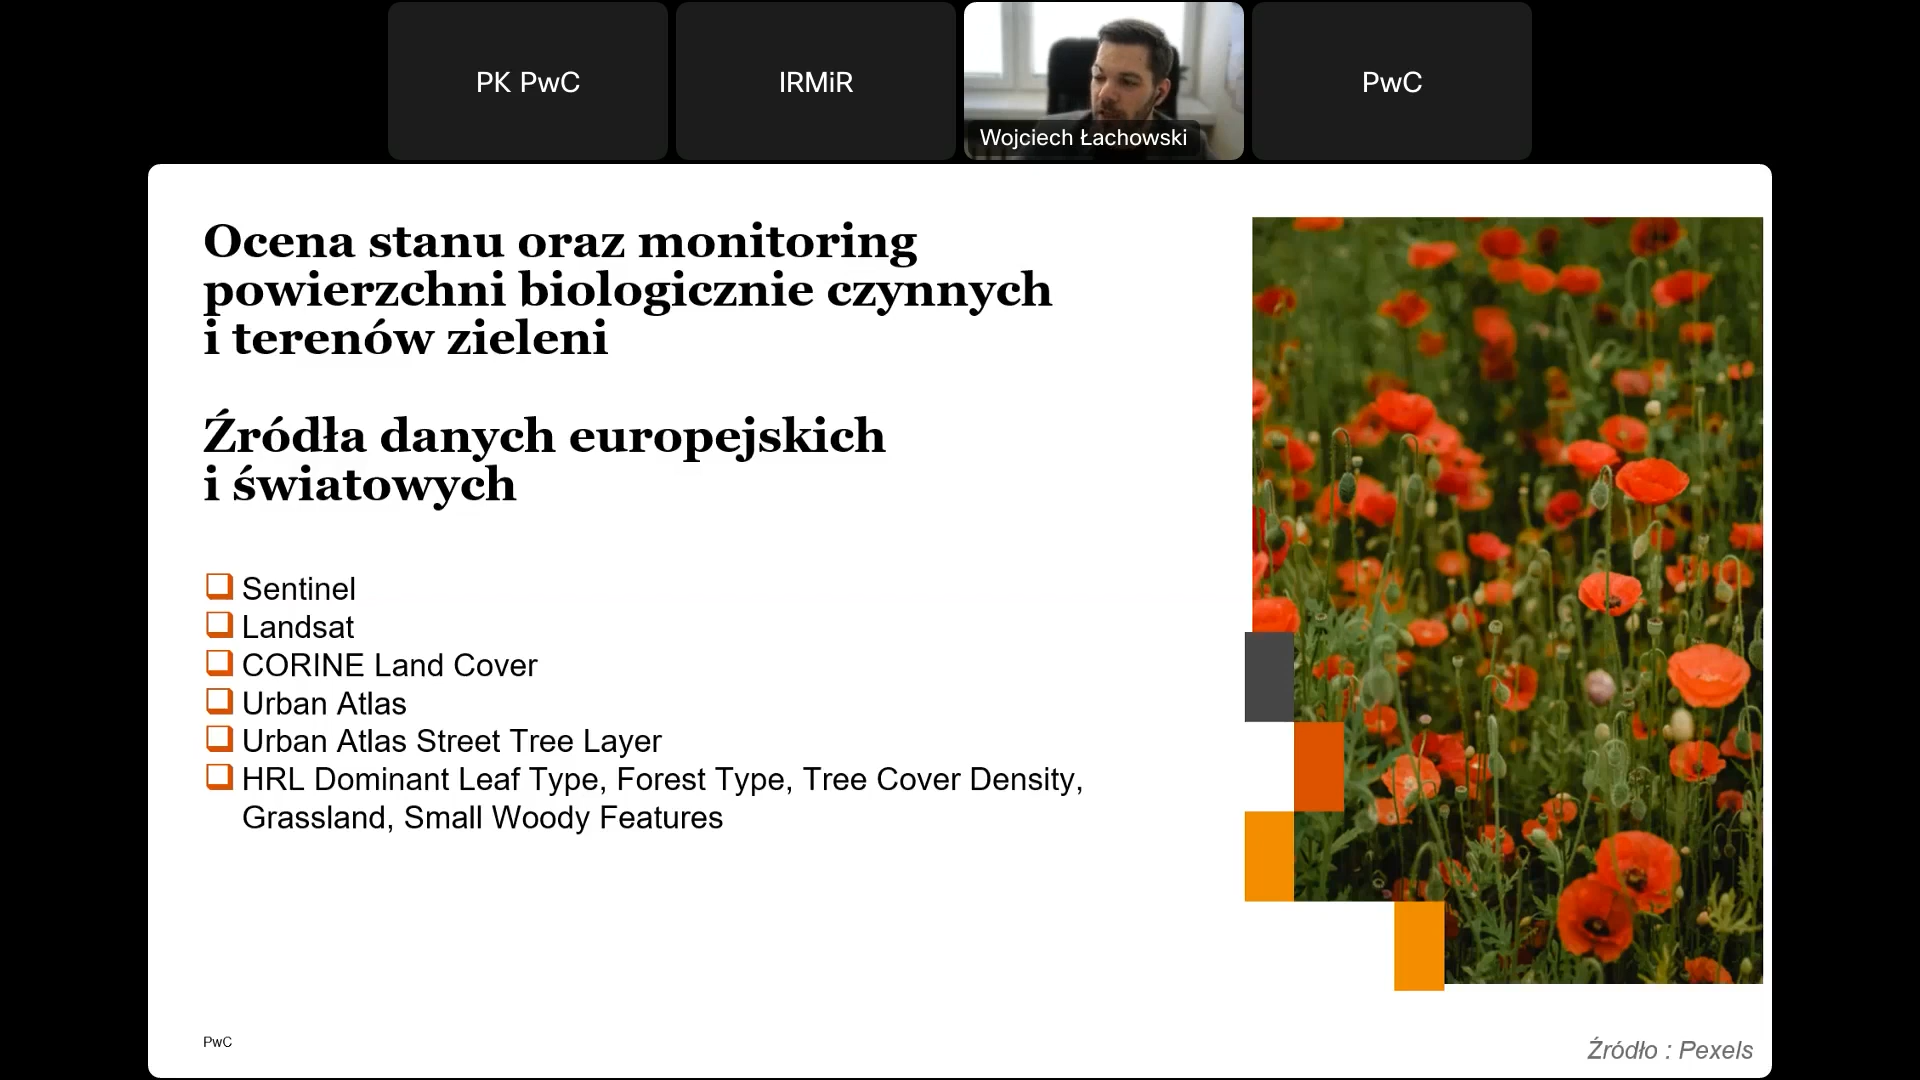 PK PwC
IRMiR
Wojciech Łachowski
PwC
Ocena stanu oraz monitoring
powierzchni biologicznie czynnych
i terenów zieleni
Źródła danych europejskich
i światowych
Sentinel
Landsat
CORINE Land Cover
Urban Atlas
Urban Atlas Street Tree Layer
HRL Dominant Leaf Type, Forest Type, Tree Cover Density,
Grassland, Small Woody Features
PwC
Źródło : Pexels